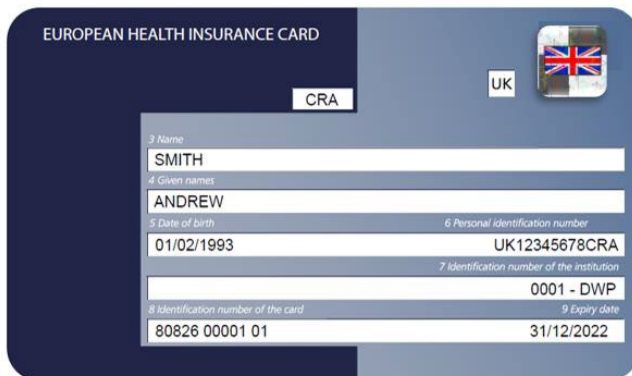 EUROPEAN HEALTH INSURANCE CARD
UK
CRA
3 Name
SMITH
4 Given names
ANDREW
5 Date of birth 6 Personal identification number
01/02/1993 UK12345678CRA
7 Identification number of the institution
0001 - DWP
8 Identification number of the card 9 Expiry date
80826 00001 01 31/12/2022